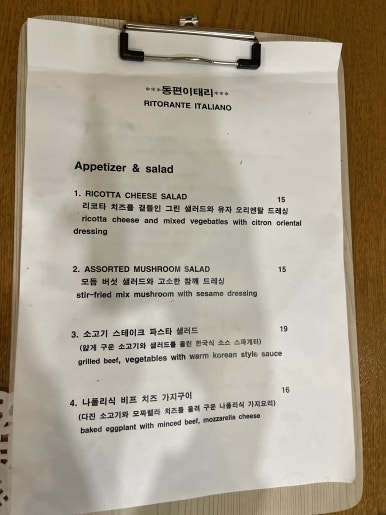 ***동편이태리***
RITORANTE ITALIANO
Appetizer & salad
1. RICOTTA CHEESE SALAD 15
리코타 치즈를 곁들인 그린 샐러드와 유자 오리엔탈 드레싱
ricotta cheese and mixed vegebatles with citron oriental
dressing
2. ASSORTED MUSHROOM SALAD 15
모듬 버섯 샐러드와 고소한 참깨 드레싱
stir-fried mix mushroom with sesame dressing
3. 소고기 스테이크 파스타 샐러드 19
(얇게 구운 소고기와 샐러드를 올린 한국식 소스 스파게티)
grilled beef, vegetables with warm korean style sauce
4. 나폴리식 비프 치즈 가지구이 16
(다진 소고기와 모짜렐라 치즈를 올려 구운 나폴리식 가지요리)
baked eggplant with minced beef, mozzarella cheese